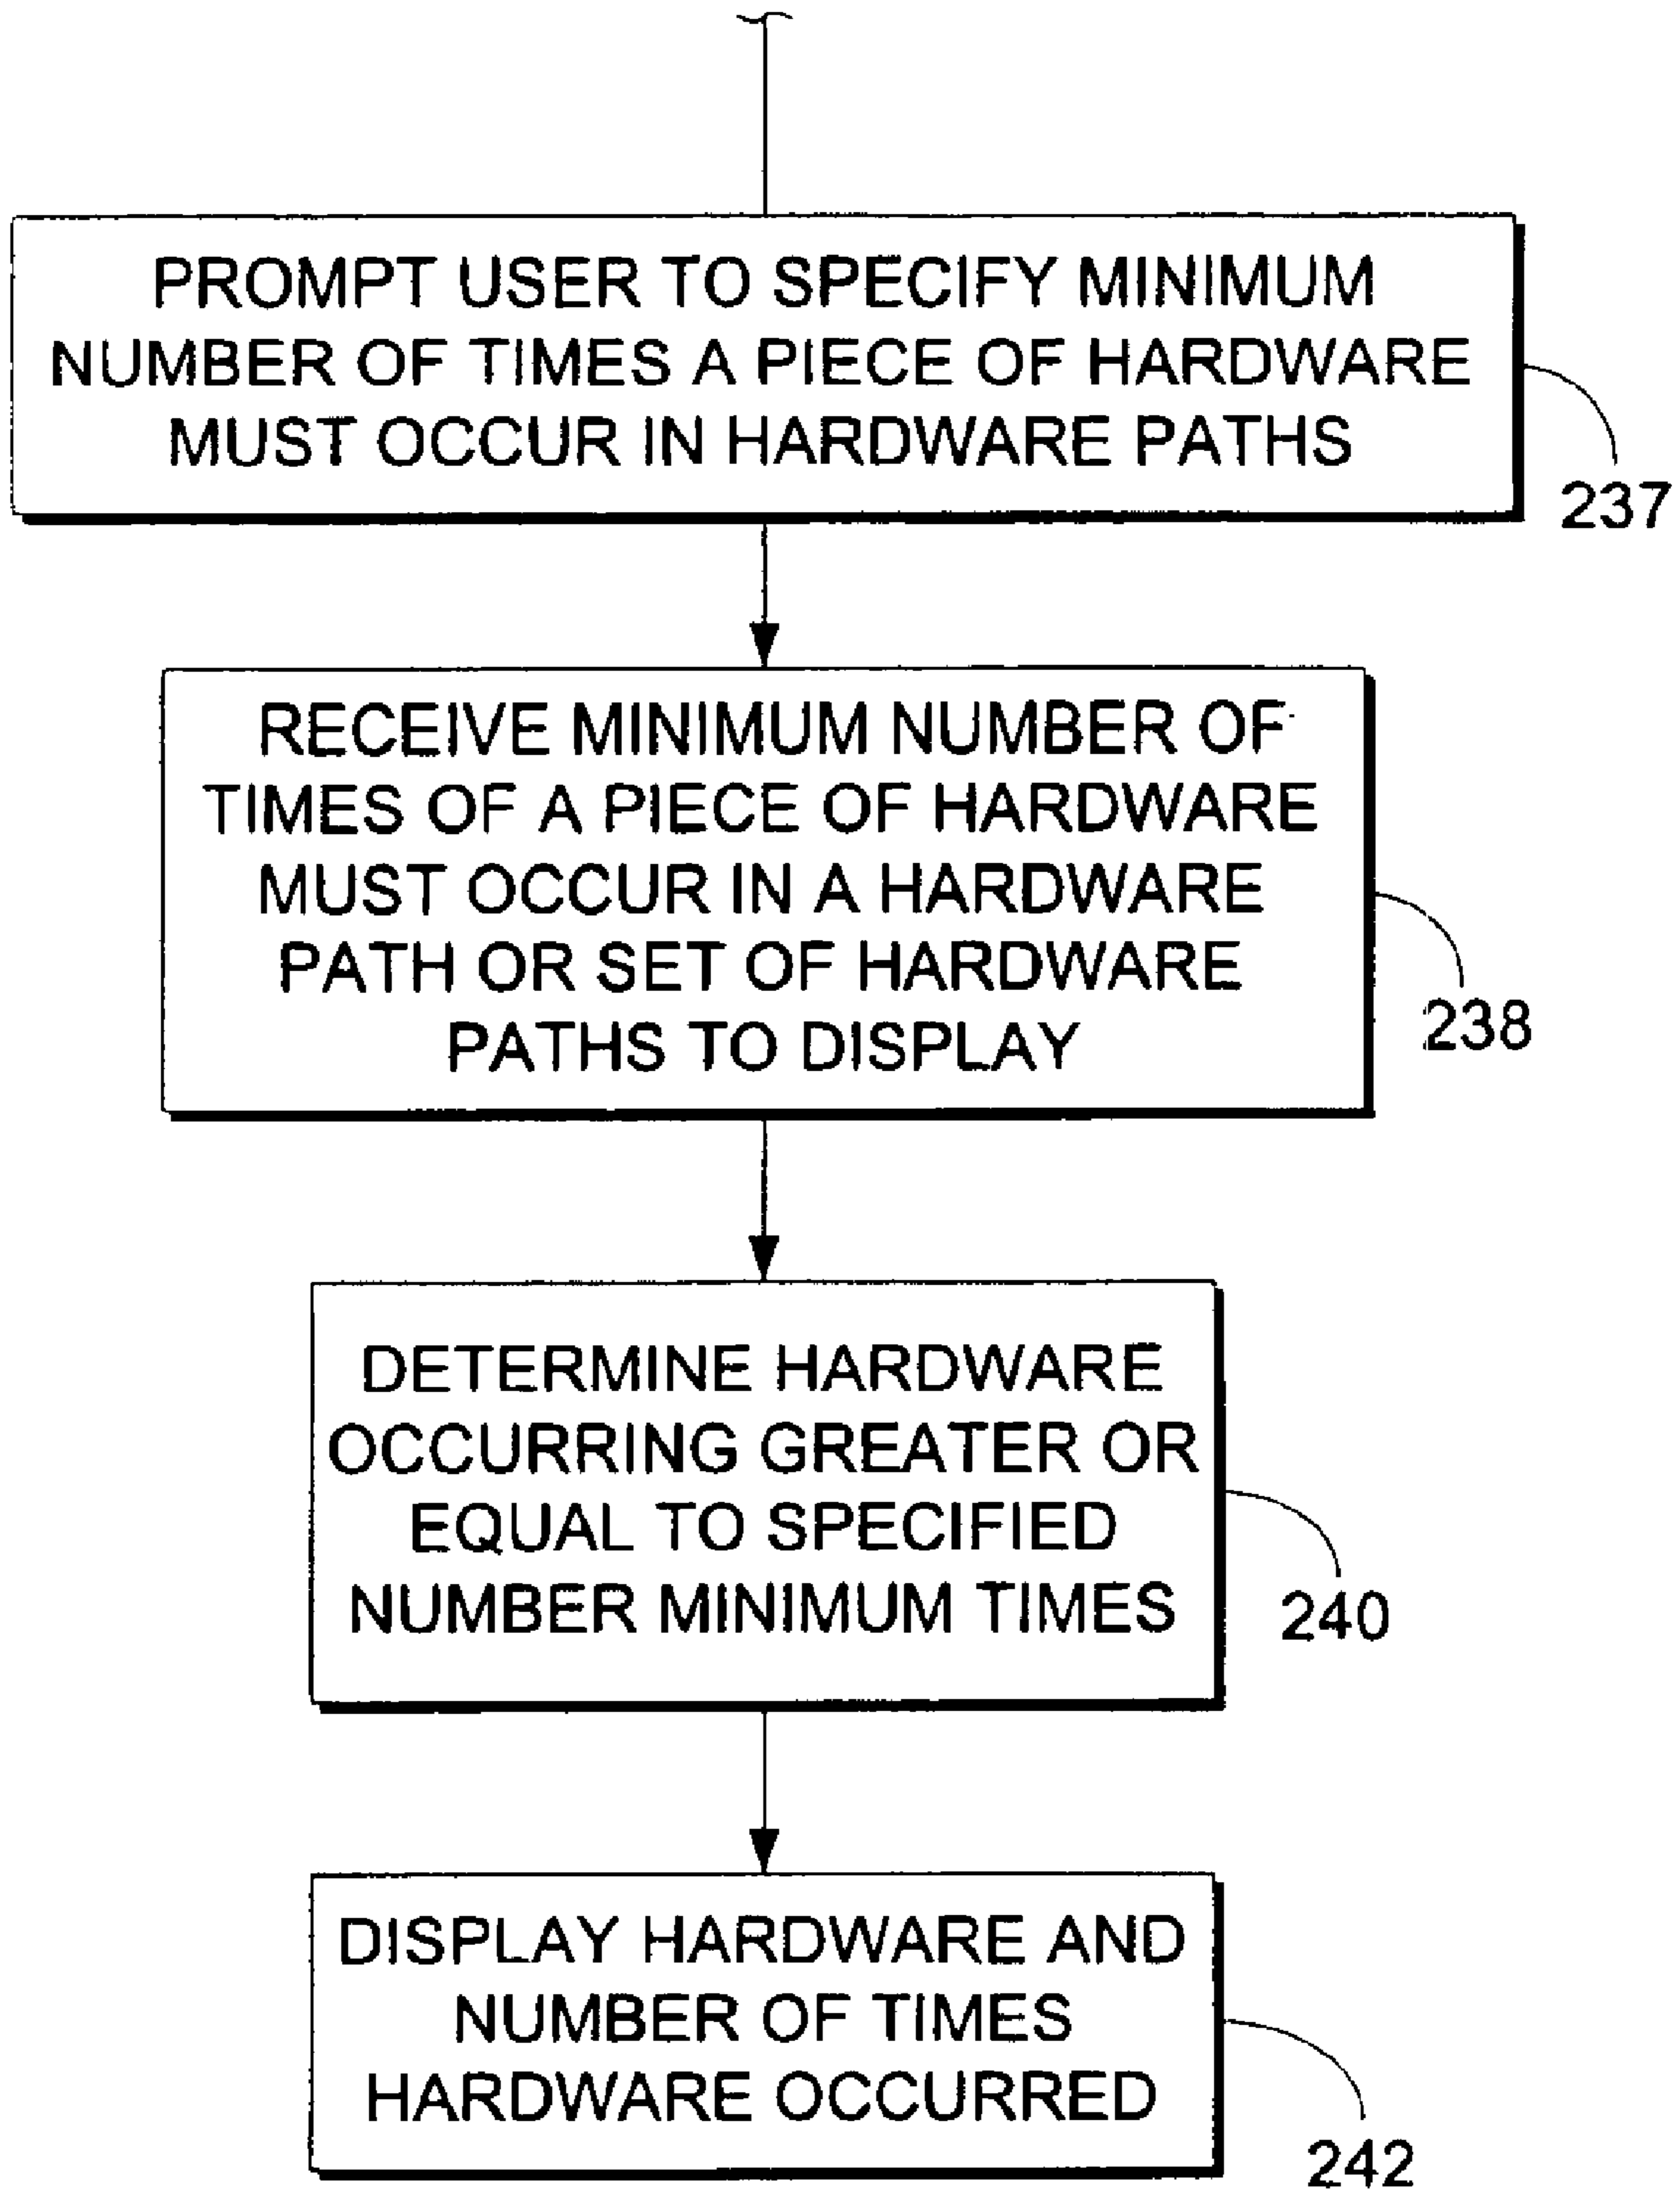 PROMPT USER TO SPECIFY MINIMUM
NUMBER OF TIMES A PIECE OF HARDWARE
MUST OCCUR IN HARDWARE PATHS
237
RECEIVE MINIMUM NUMBER OF
TIMES OF A PIECE OF HARDWARE
MUST OCCUR IN A HARDWARE
PATH OR SET OF HARDWARE
PATHS TO DISPLAY
238
DETERMINE HARDWARE
OCCURRING GREATER OR
EQUAL TO SPECIFIED
NUMBER MINIMUM TIMES
240
DISPLAY HARDWARE AND
NUMBER OF TIMES
HARDWARE OCCURRED
242